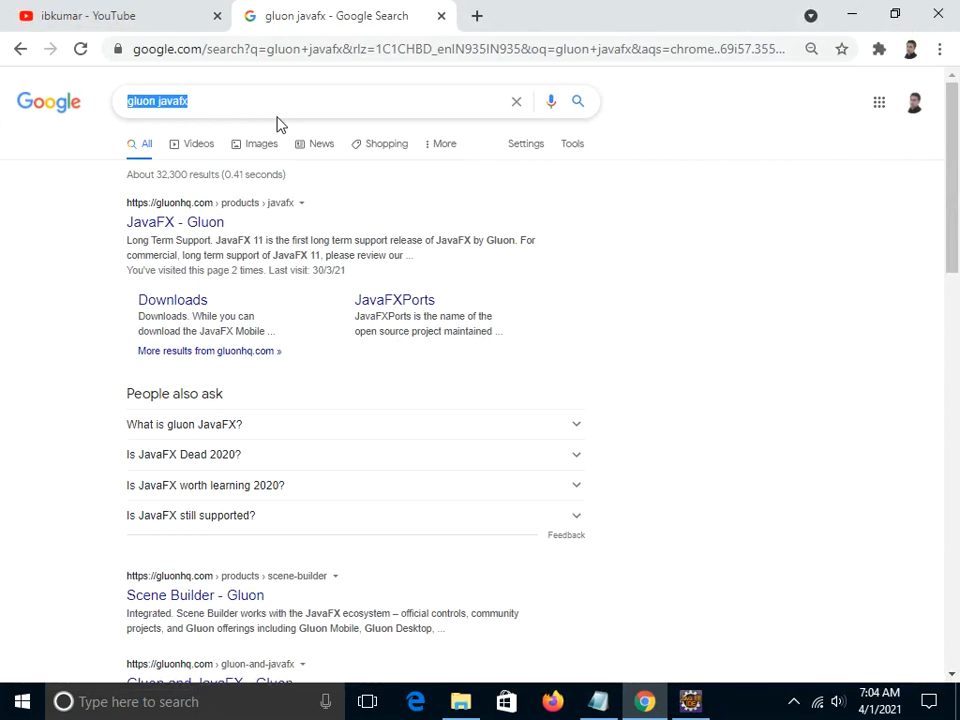 ibkumar - YouTube
gluon javafx - Google Search
google.com/search?q=gluon+javafx&rlz=1C1CHBD_enIN935IN935&oq=gluon+javafx&aqs=chrome..69i57.355...
Google
gluon javafx
All
Videos
Images
News
Shopping
More
Settings
Tools
About 32,300 results (0.41 seconds)
https://gluonhq.com › products › javafx
JavaFX - Gluon
Long Term Support. JavaFX 11 is the first long term support release of JavaFX by Gluon. For
commercial, long term support of JavaFX 11, please review our ...
You've visited this page 2 times. Last visit: 30/3/21
Downloads
Downloads. While you can
download the JavaFX Mobile ...
JavaFXPorts
JavaFXPorts is the name of the
open source project maintained ...
More results from gluonhq.com »
People also ask
What is gluon JavaFX?
Is JavaFX Dead 2020?
Is JavaFX worth learning 2020?
Is JavaFX still supported?
Feedback
https://gluonhq.com › products › scene-builder
Scene Builder - Gluon
Integrated. Scene Builder works with the JavaFX ecosystem – official controls, community
projects, and Gluon offerings including Gluon Mobile, Gluon Desktop, ...
https://gluonhq.com › gluon-and-javafx
Gluon and JavaFX - Gluon
Type here to search
7:04 AM
4/1/2021